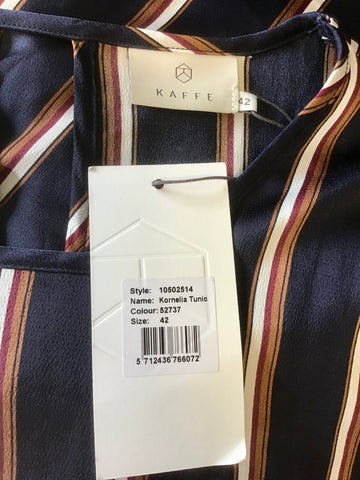 KAFFE
42
Style: 10502514
Name: Kornelia Tunic
Colour: 52737
Size: 42
5 712436 766072